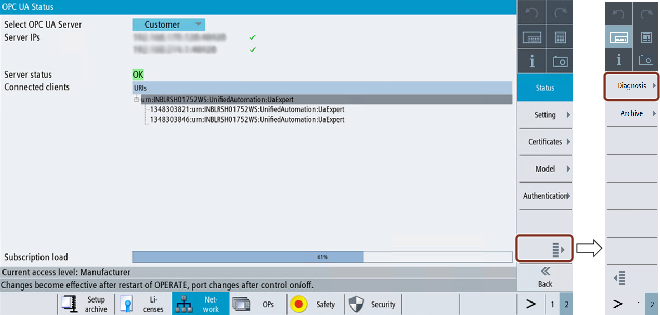 OPC UA Status
Select OPC UA Server
Customer
Server IPs
Server status
OK
Connected clients
URIs
urn:INBLRSH01752WS:UnifiedAutomation:UaExpert
1348303821:urn:INBLRSH01752WS:UnifiedAutomation:UaExpert
1348303846:urn:INBLRSH01752WS:UnifiedAutomation:UaExpert
Subscription load
61%
Current access level: Manufacturer
Changes become effective after restart of OPERATE, port changes after control on/off.
Setup
archive
Li-
censes
Net-
work
OPs
Safety
Security
Status
Setting
Certificates
Model
Authentication
Back
> 1 2
Diagnosis
Archive
> 1 2